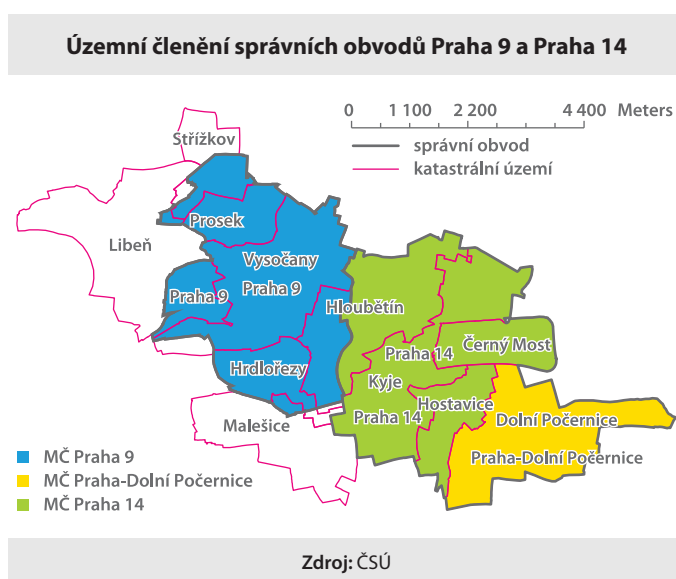 Územní členění správních obvodů Praha 9 a Praha 14
0 1 100 2 200 4 400 Meters
správní obvod
katastrální území
Střížkov
Prosek
Libeň
Vysočany
Praha 9
Praha 9
Hloubětín
Černý Most
Praha 14
Hrdlořezy
Kyje
Hostavice
Praha 14
Dolní Počernice
Malešice
Praha-Dolní Počernice
MČ Praha 9
MČ Praha-Dolní Počernice
MČ Praha 14
Zdroj: ČSÚ